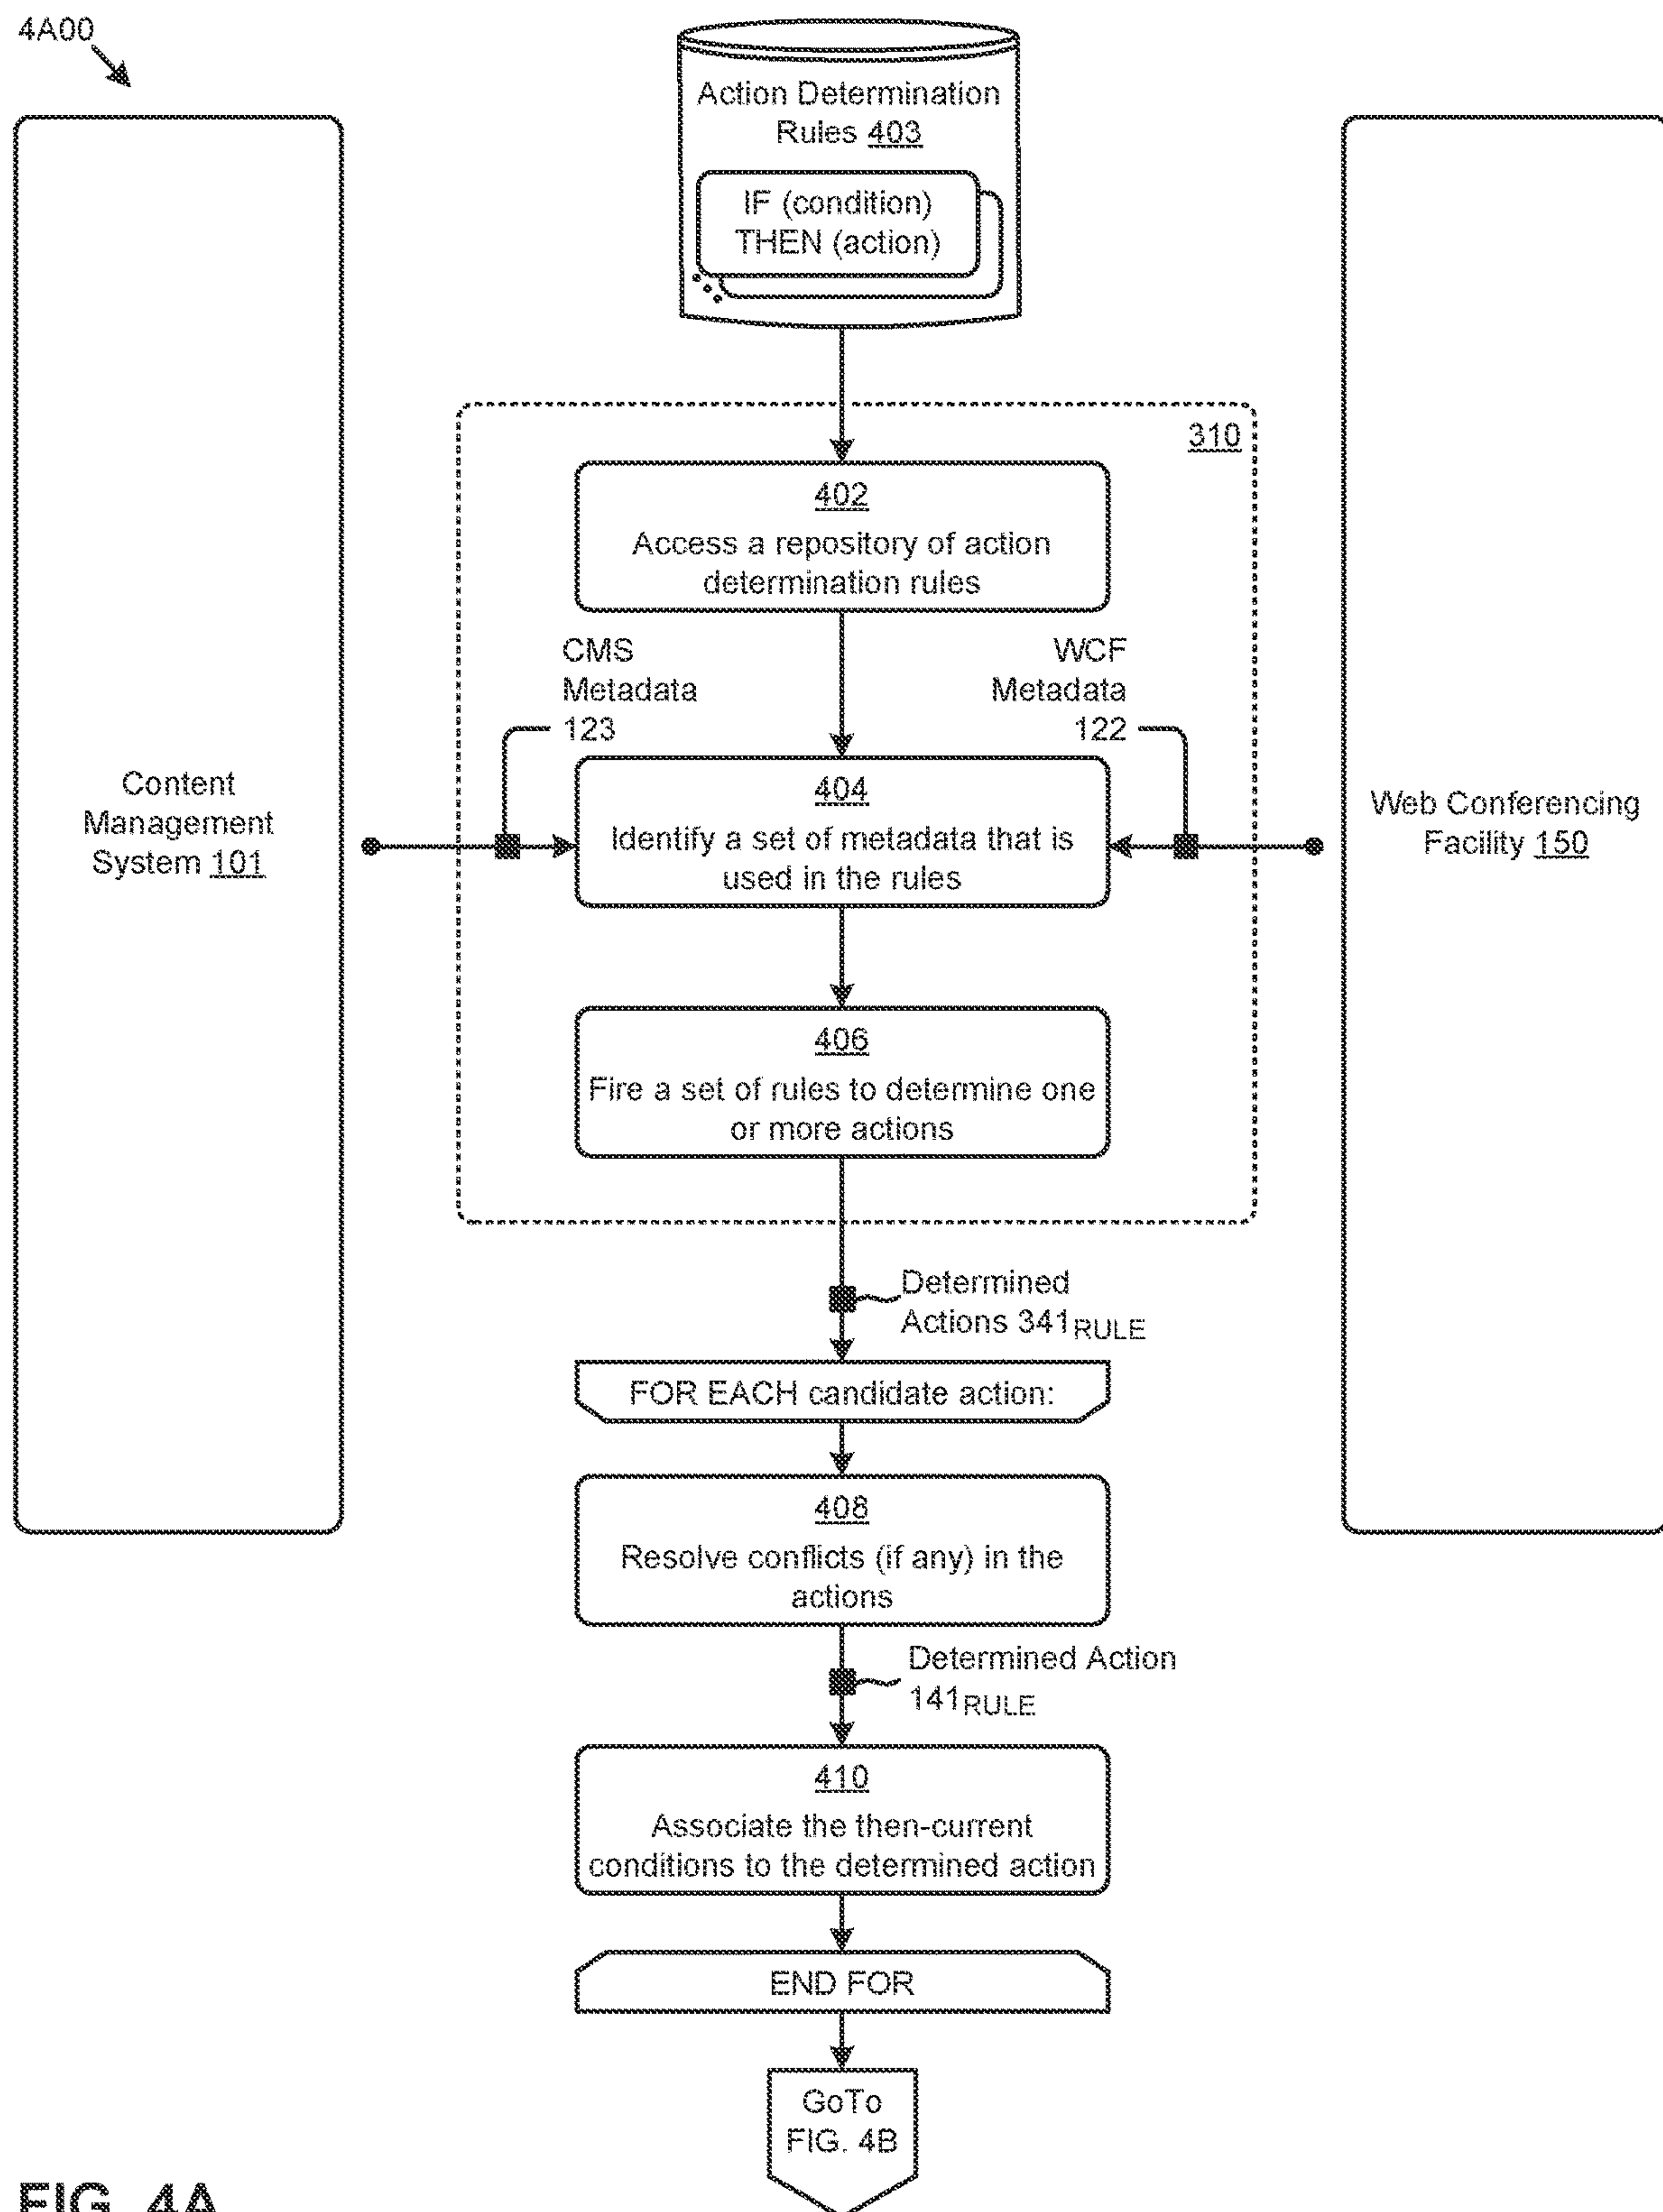 4A00
Action Determination
Rules 403
IF (condition)
THEN (action)
310
402
Access a repository of action
determination rules
CMS
Metadata
123
WCF
Metadata
122
Content
Management
System 101
404
Identify a set of metadata that is
used in the rules
Web Conferencing
Facility 150
406
Fire a set of rules to determine one
or more actions
Determined
Actions 341RULE
FOR EACH candidate action:
408
Resolve conflicts (if any) in the
actions
Determined Action
141RULE
410
Associate the then-current
conditions to the determined action
END FOR
GoTo
FIG. 4B
FIG. 4A